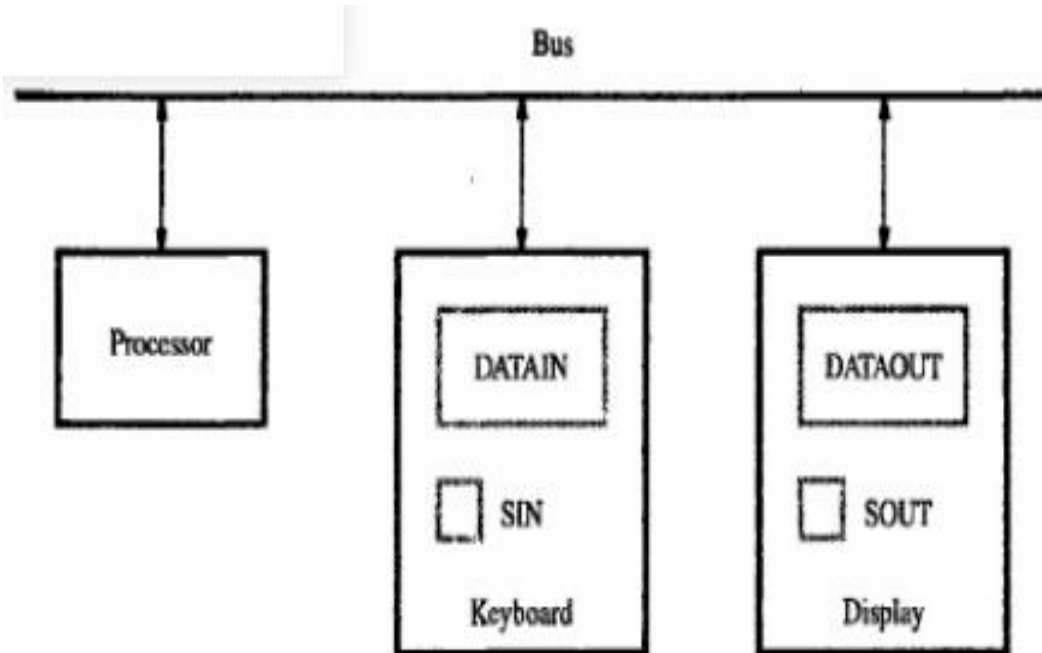 Bus
Processor
DATAIN
DATAOUT
SIN
SOUT
Keyboard
Display